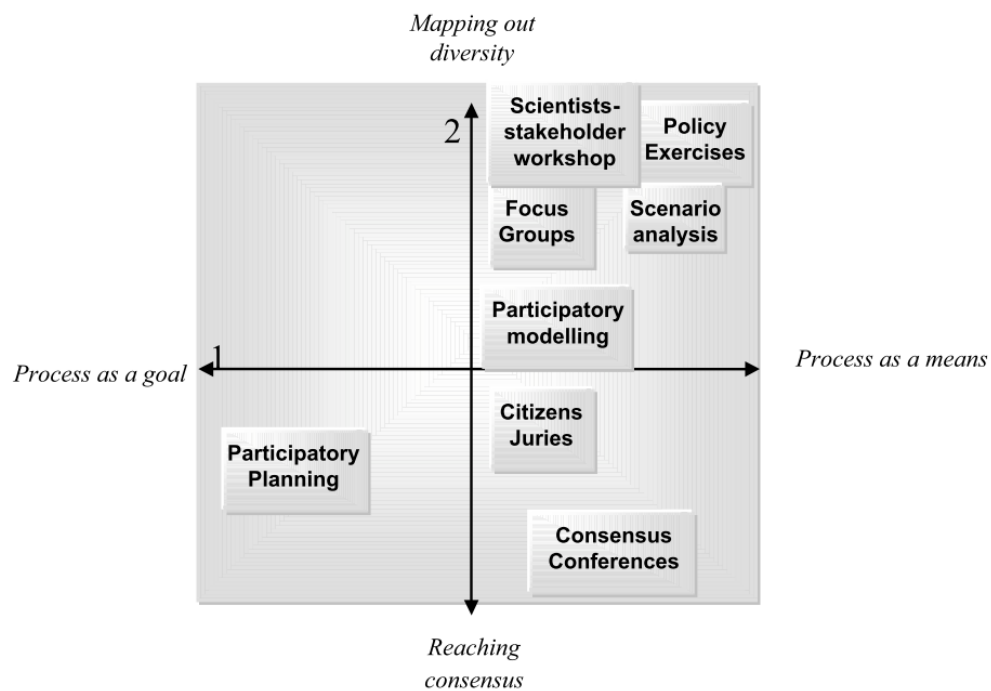 Mapping out
diversity
2
Scientists-
stakeholder
workshop
Policy
Exercises
Focus
Groups
Scenario
analysis
Participatory
modelling
1
Process as a goal
Process as a means
Citizens
Juries
Participatory
Planning
Consensus
Conferences
Reaching
consensus